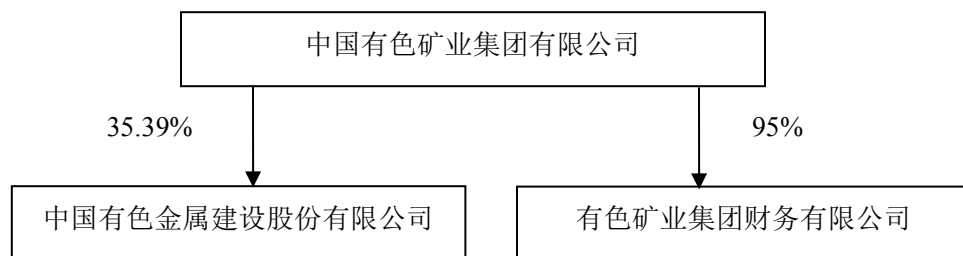 中国有色矿业集团有限公司
35.39%
95%
中国有色金属建设股份有限公司
有色矿业集团财务有限公司